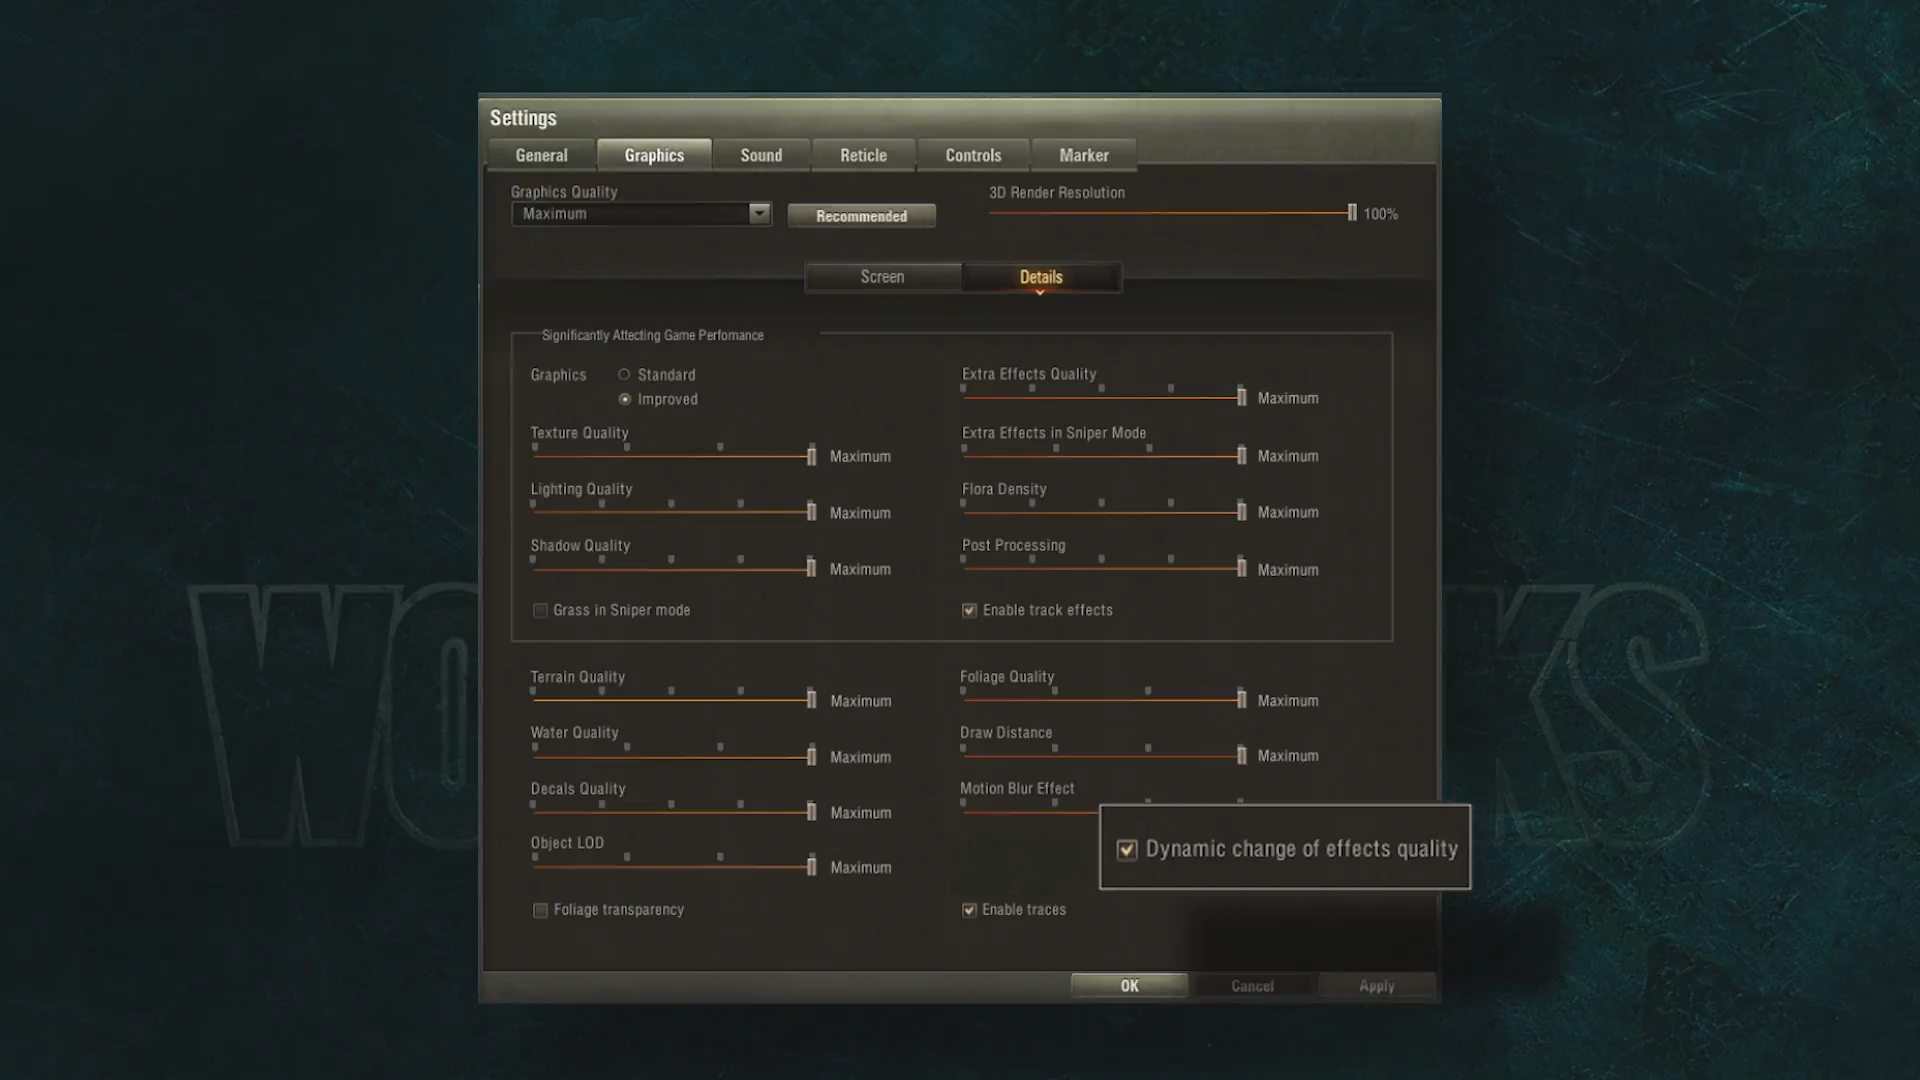 Settings
General Graphics Sound Reticle Controls Marker
Graphics Quality
Maximum
Recommended
3D Render Resolution
100%
Screen Details
Significantly Affecting Game Perfomance
Graphics Standard
Improved
Texture Quality
Maximum
Lighting Quality
Maximum
Shadow Quality
Maximum
Grass in Sniper mode
Extra Effects Quality
Maximum
Extra Effects in Sniper Mode
Maximum
Flora Density
Maximum
Post Processing
Maximum
Enable track effects
Terrain Quality
Maximum
Water Quality
Maximum
Decals Quality
Maximum
Object LOD
Maximum
Foliage transparency
Foliage Quality
Maximum
Draw Distance
Maximum
Motion Blur Effect
Dynamic change of effects quality
Enable traces
OK Cancel Apply